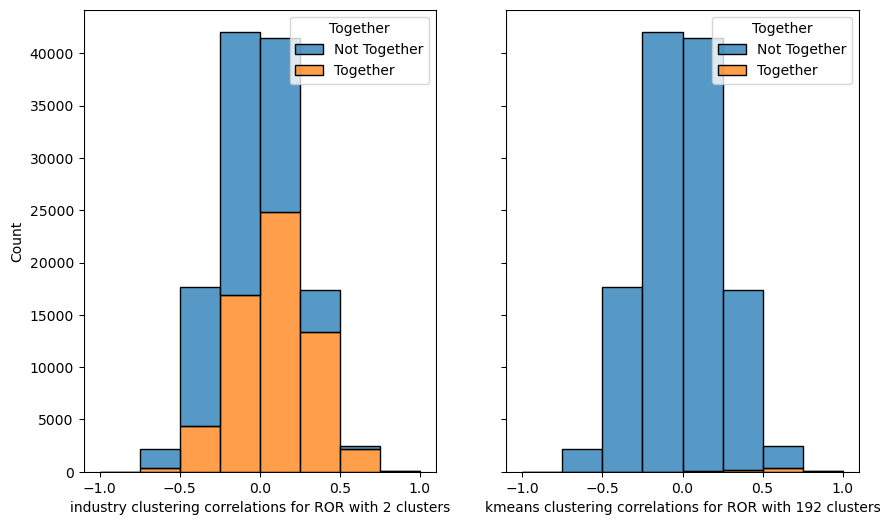 Together
Not Together
Together
Together
Not Together
Together
Count
40000
35000
30000
25000
20000
15000
10000
5000
0
−1.0 −0.5 0.0 0.5 1.0
−1.0 −0.5 0.0 0.5 1.0
industry clustering correlations for ROR with 2 clusters
kmeans clustering correlations for ROR with 192 clusters